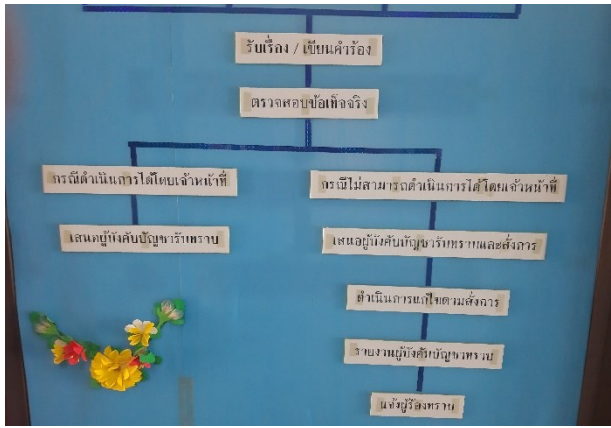 รับเรื่อง / เขียนคำร้อง
ตรวจสอบข้อเท็จจริง
กรณีดำเนินการได้โดยเจ้าหน้าที่
กรณีไม่สามารถดำเนินการได้โดยเจ้าหน้าที่
เสนอผู้บังคับบัญชารับทราบ
เสนอผู้บังคับบัญชารับทราบและสั่งการ
ดำเนินการแก้ไขตามสั่งการ
รายงานผู้บังคับบัญชาทราบ
แจ้งผู้ร้องทราบ